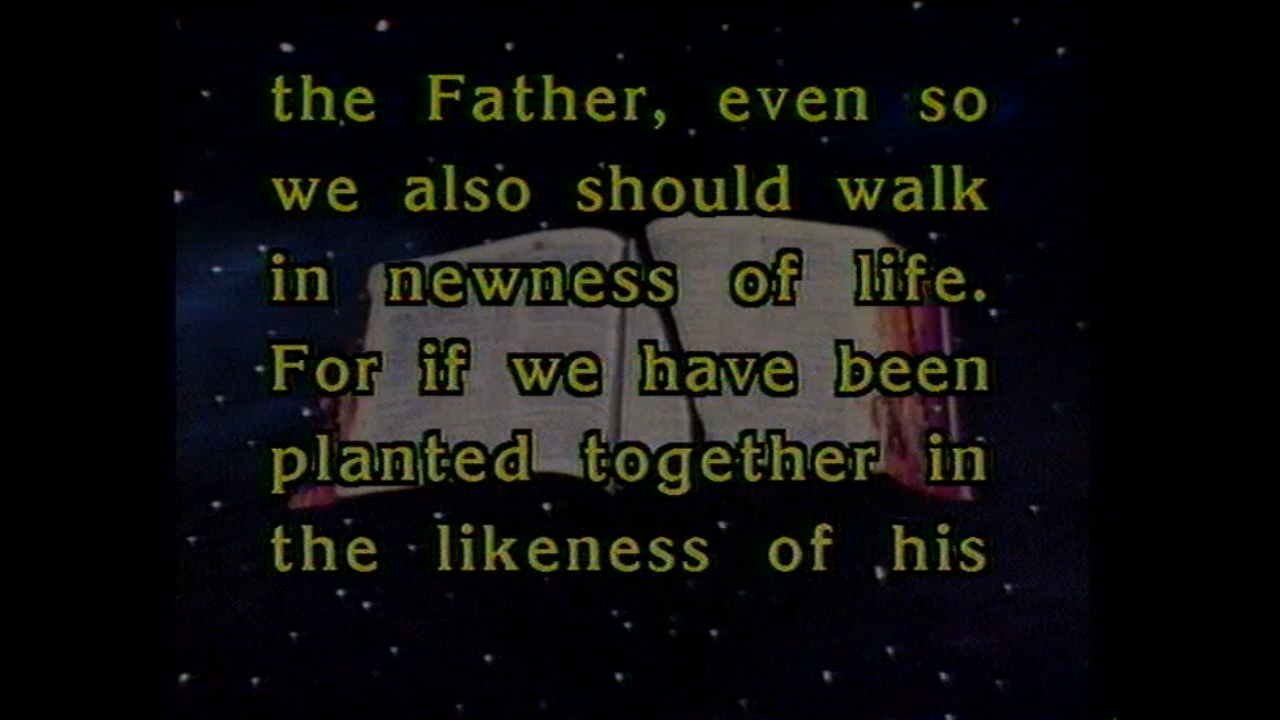 the Father, even so
we also should walk
in newness of life.
For if we have been
planted together in
the likeness of his